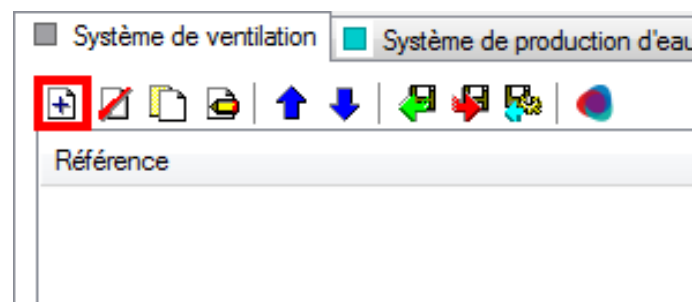 Système de ventilation
Système de production d'eau
Référence